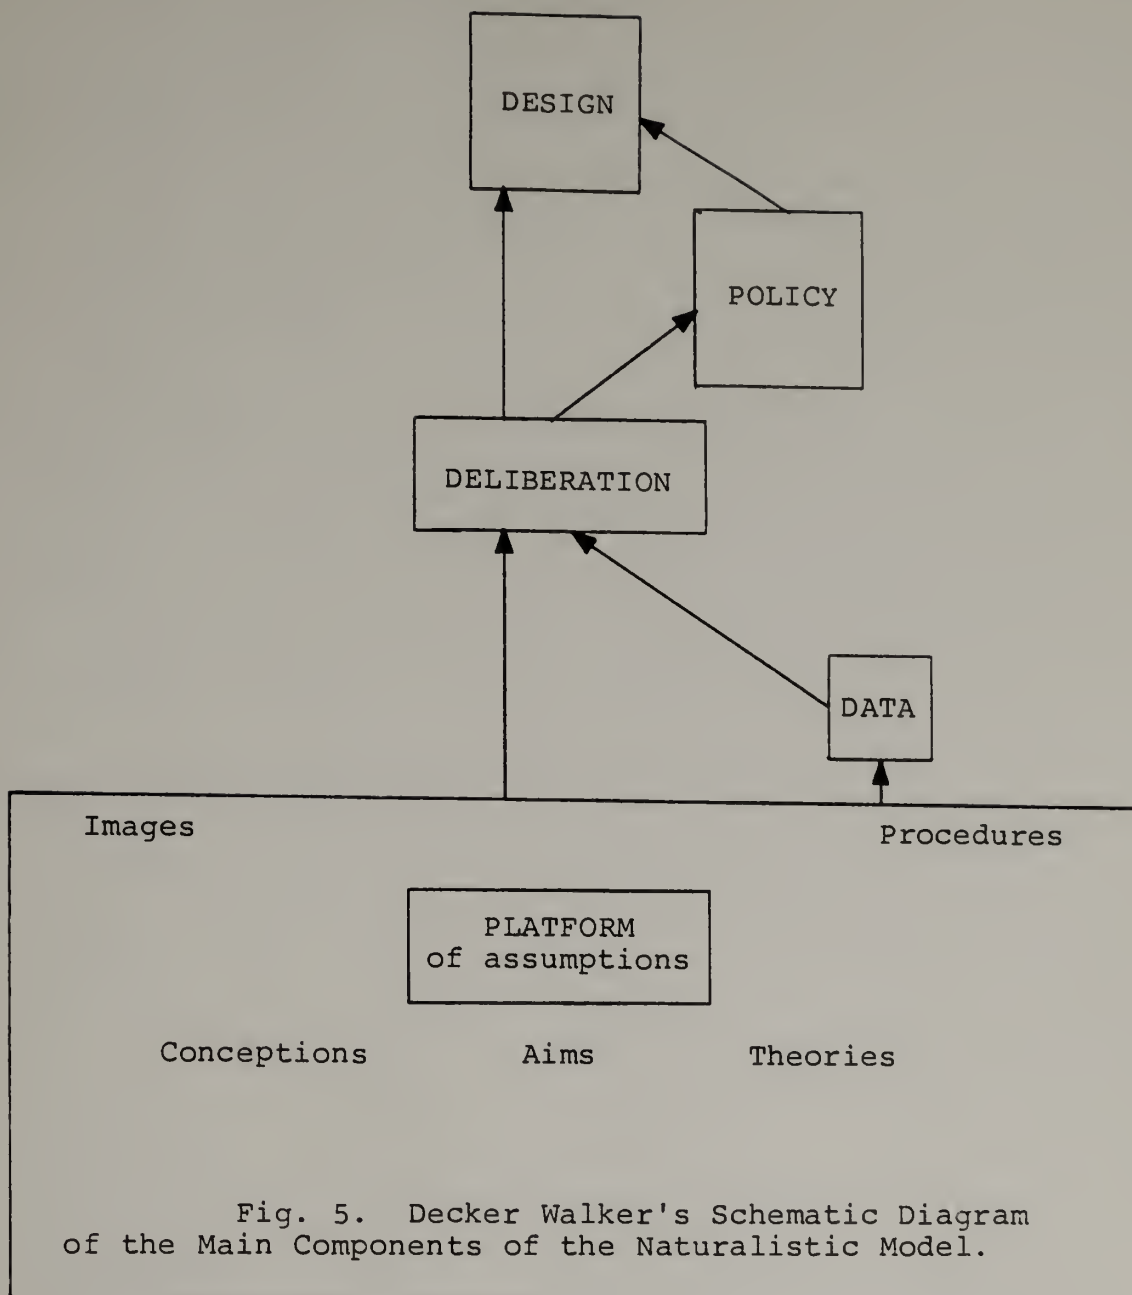 DESIGN
POLICY
DELIBERATION
DATA
Images
Procedures
PLATFORM
of assumptions
Conceptions Aims Theories
Fig. 5. Decker Walker's Schematic Diagram
of the Main Components of the Naturalistic Model.